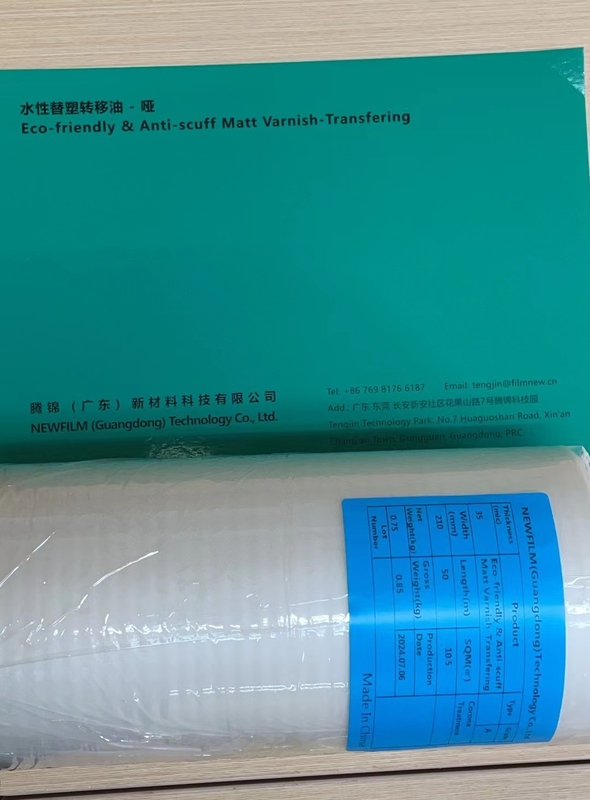 水性替塑转移油 - 哑
Eco-friendly & Anti-scuff Matt Varnish-Transfering
腾锦（广东）新材料科技有限公司
NEWFILM (Guangdong) Technology Co., Ltd.
Tel: +86 769 8176 6187 Email: tengjin@filmnew.cn
Add: 广东 东莞 长安新安社区花果山路7号腾锦科技园
Tengjin Technology Park, No.7 Huaguoshan Road, Xin'an
Town, Dongguan, Guangdong, PRC
NEWFILM(Guangdong)Technology Co.,
Product Type
Eco-friendly & Anti-scuff
Matt Varnish-Transfering
Thickness
(mic) Width
(mm) Length(m) SQM(㎡) Corona
Treatment
35 210 50 10.5
Net
Weight(kg) Gross
Weight(kg) Production
Date
0.75 0.85 2024.07.06
Lot
Number
Made In China